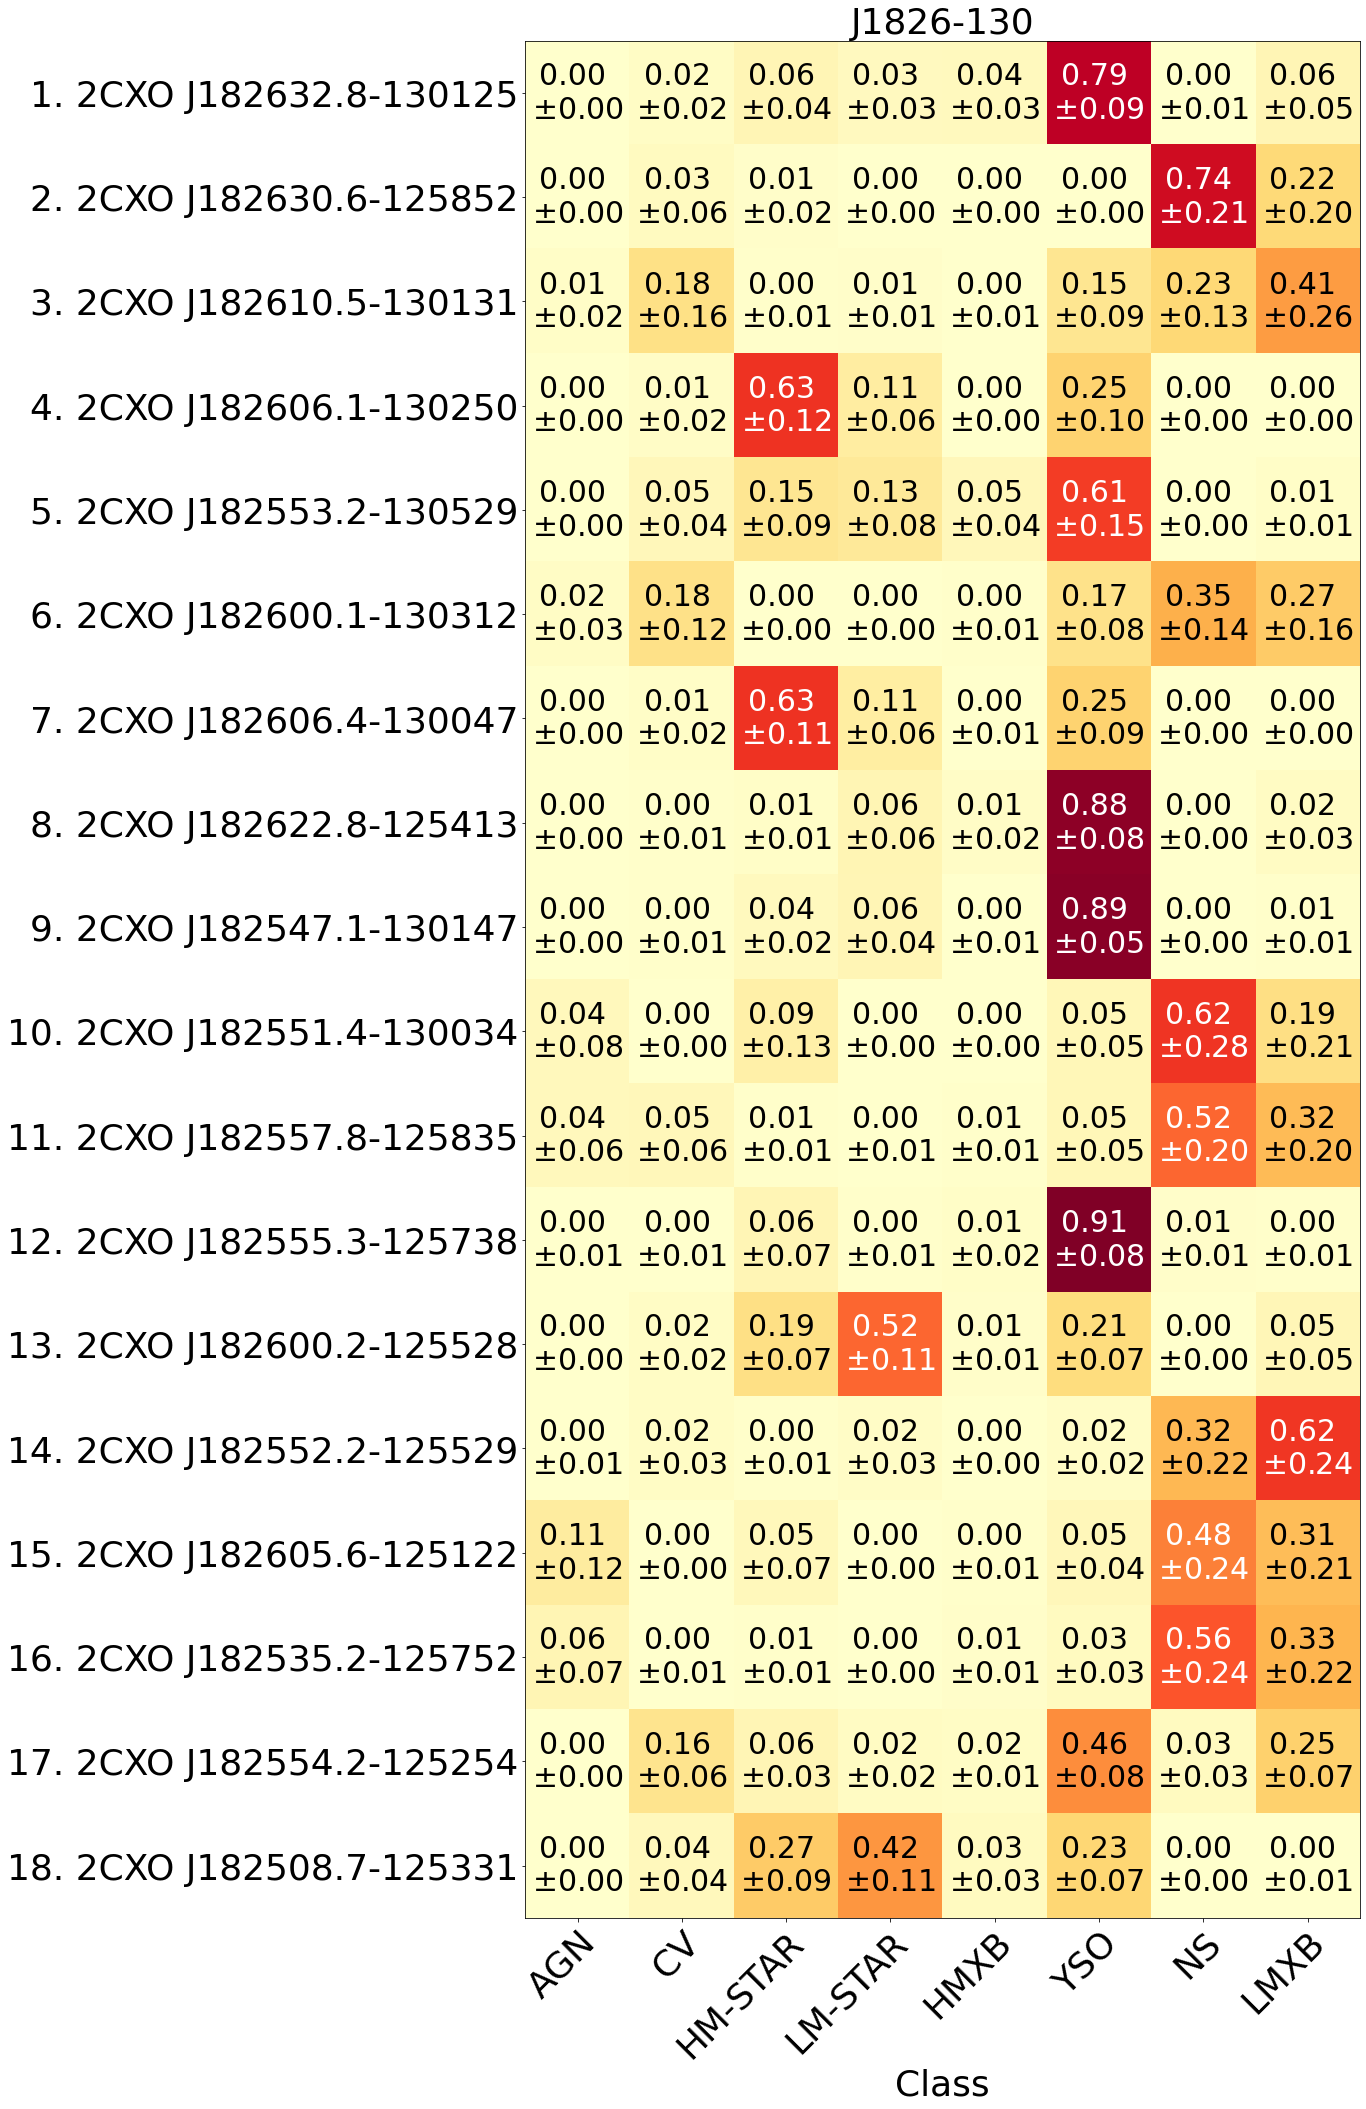 J1826-130
1. 2CXO J182632.8-130125 0.00 0.02 0.06 0.03 0.04 0.79 0.00 0.06
±0.00 ±0.02 ±0.04 ±0.03 ±0.03 ±0.09 ±0.01 ±0.05
2. 2CXO J182630.6-125852 0.00 0.03 0.01 0.00 0.00 0.00 0.74 0.22
±0.00 ±0.06 ±0.02 ±0.00 ±0.00 ±0.00 ±0.21 ±0.20
3. 2CXO J182610.5-130131 0.01 0.18 0.00 0.01 0.00 0.15 0.23 0.41
±0.02 ±0.16 ±0.01 ±0.01 ±0.01 ±0.09 ±0.13 ±0.26
4. 2CXO J182606.1-130250 0.00 0.01 0.63 0.11 0.00 0.25 0.00 0.00
±0.00 ±0.02 ±0.12 ±0.06 ±0.00 ±0.10 ±0.00 ±0.00
5. 2CXO J182553.2-130529 0.00 0.05 0.15 0.13 0.05 0.61 0.00 0.01
±0.00 ±0.04 ±0.09 ±0.08 ±0.04 ±0.15 ±0.00 ±0.01
6. 2CXO J182600.1-130312 0.02 0.18 0.00 0.00 0.00 0.17 0.35 0.27
±0.03 ±0.12 ±0.00 ±0.00 ±0.01 ±0.08 ±0.14 ±0.16
7. 2CXO J182606.4-130047 0.00 0.01 0.63 0.11 0.00 0.25 0.00 0.00
±0.00 ±0.02 ±0.11 ±0.06 ±0.01 ±0.09 ±0.00 ±0.00
8. 2CXO J182622.8-125413 0.00 0.00 0.01 0.06 0.01 0.88 0.00 0.02
±0.00 ±0.01 ±0.01 ±0.06 ±0.02 ±0.08 ±0.00 ±0.03
9. 2CXO J182547.1-130147 0.00 0.00 0.04 0.06 0.00 0.89 0.00 0.01
±0.00 ±0.01 ±0.02 ±0.04 ±0.01 ±0.05 ±0.00 ±0.01
10. 2CXO J182551.4-130034 0.04 0.00 0.09 0.00 0.00 0.05 0.62 0.19
±0.08 ±0.00 ±0.13 ±0.00 ±0.00 ±0.05 ±0.28 ±0.21
11. 2CXO J182557.8-125835 0.04 0.05 0.01 0.00 0.01 0.05 0.52 0.32
±0.06 ±0.06 ±0.01 ±0.01 ±0.01 ±0.05 ±0.20 ±0.20
12. 2CXO J182555.3-125738 0.00 0.00 0.06 0.00 0.01 0.91 0.01 0.00
±0.01 ±0.01 ±0.07 ±0.01 ±0.02 ±0.08 ±0.01 ±0.01
13. 2CXO J182600.2-125528 0.00 0.02 0.19 0.52 0.01 0.21 0.00 0.05
±0.00 ±0.02 ±0.07 ±0.11 ±0.01 ±0.07 ±0.00 ±0.05
14. 2CXO J182552.2-125529 0.00 0.02 0.00 0.02 0.00 0.02 0.32 0.62
±0.01 ±0.03 ±0.01 ±0.03 ±0.00 ±0.02 ±0.22 ±0.24
15. 2CXO J182605.6-125122 0.11 0.00 0.05 0.00 0.00 0.05 0.48 0.31
±0.12 ±0.00 ±0.07 ±0.00 ±0.01 ±0.04 ±0.24 ±0.21
16. 2CXO J182535.2-125752 0.06 0.00 0.01 0.00 0.01 0.03 0.56 0.33
±0.07 ±0.01 ±0.01 ±0.00 ±0.01 ±0.03 ±0.24 ±0.22
17. 2CXO J182554.2-125254 0.00 0.16 0.06 0.02 0.02 0.46 0.03 0.25
±0.00 ±0.06 ±0.03 ±0.02 ±0.01 ±0.08 ±0.03 ±0.07
18. 2CXO J182508.7-125331 0.00 0.04 0.27 0.42 0.03 0.23 0.00 0.00
±0.00 ±0.04 ±0.09 ±0.11 ±0.03 ±0.07 ±0.00 ±0.01
AGN CV HM-STAR LM-STAR HMXB YSO NS LMXB
Class